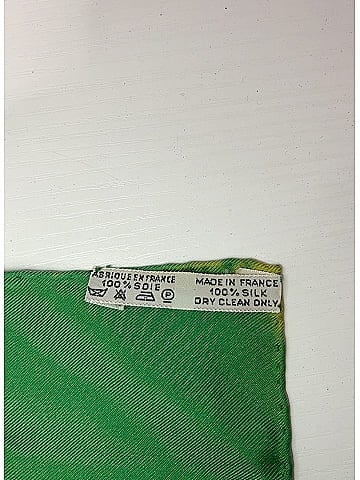 ABRIQUE EN FRANCE
100% SOIE
P
MADE IN FRANCE
100% SILK
DRY CLEAN ONLY